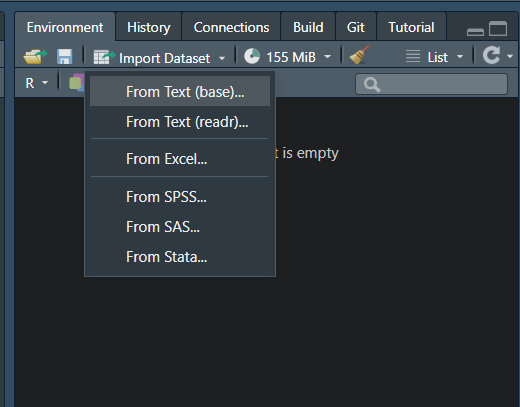 Environment History Connections Build Git Tutorial
Import Dataset 155 MiB List
R
From Text (base)...
From Text (readr)...
From Excel...
is empty
From SPSS...
From SAS...
From Stata...